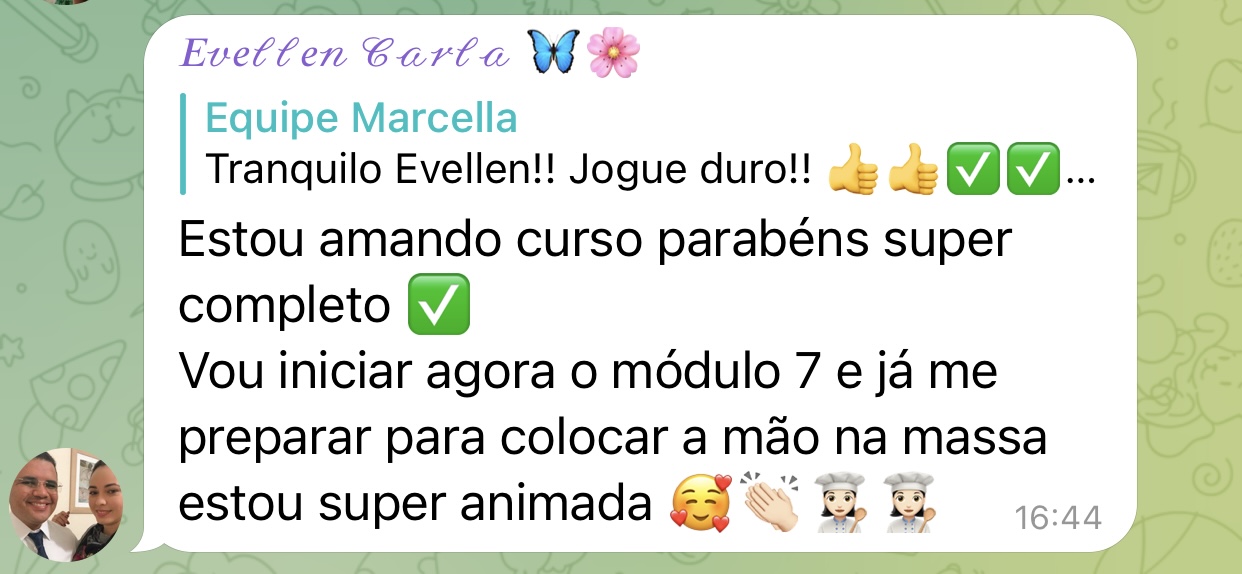 Evellen Carla 🦋🌸
Equipe Marcella
Tranquilo Evellen!! Jogue duro!! 👍👍✅✅...
Estou amando curso parabéns super
completo ✅
Vou iniciar agora o módulo 7 e já me
preparar para colocar a mão na massa
estou super animada 🥰👏🏻👩🏻‍🍳👩🏻‍🍳
16:44